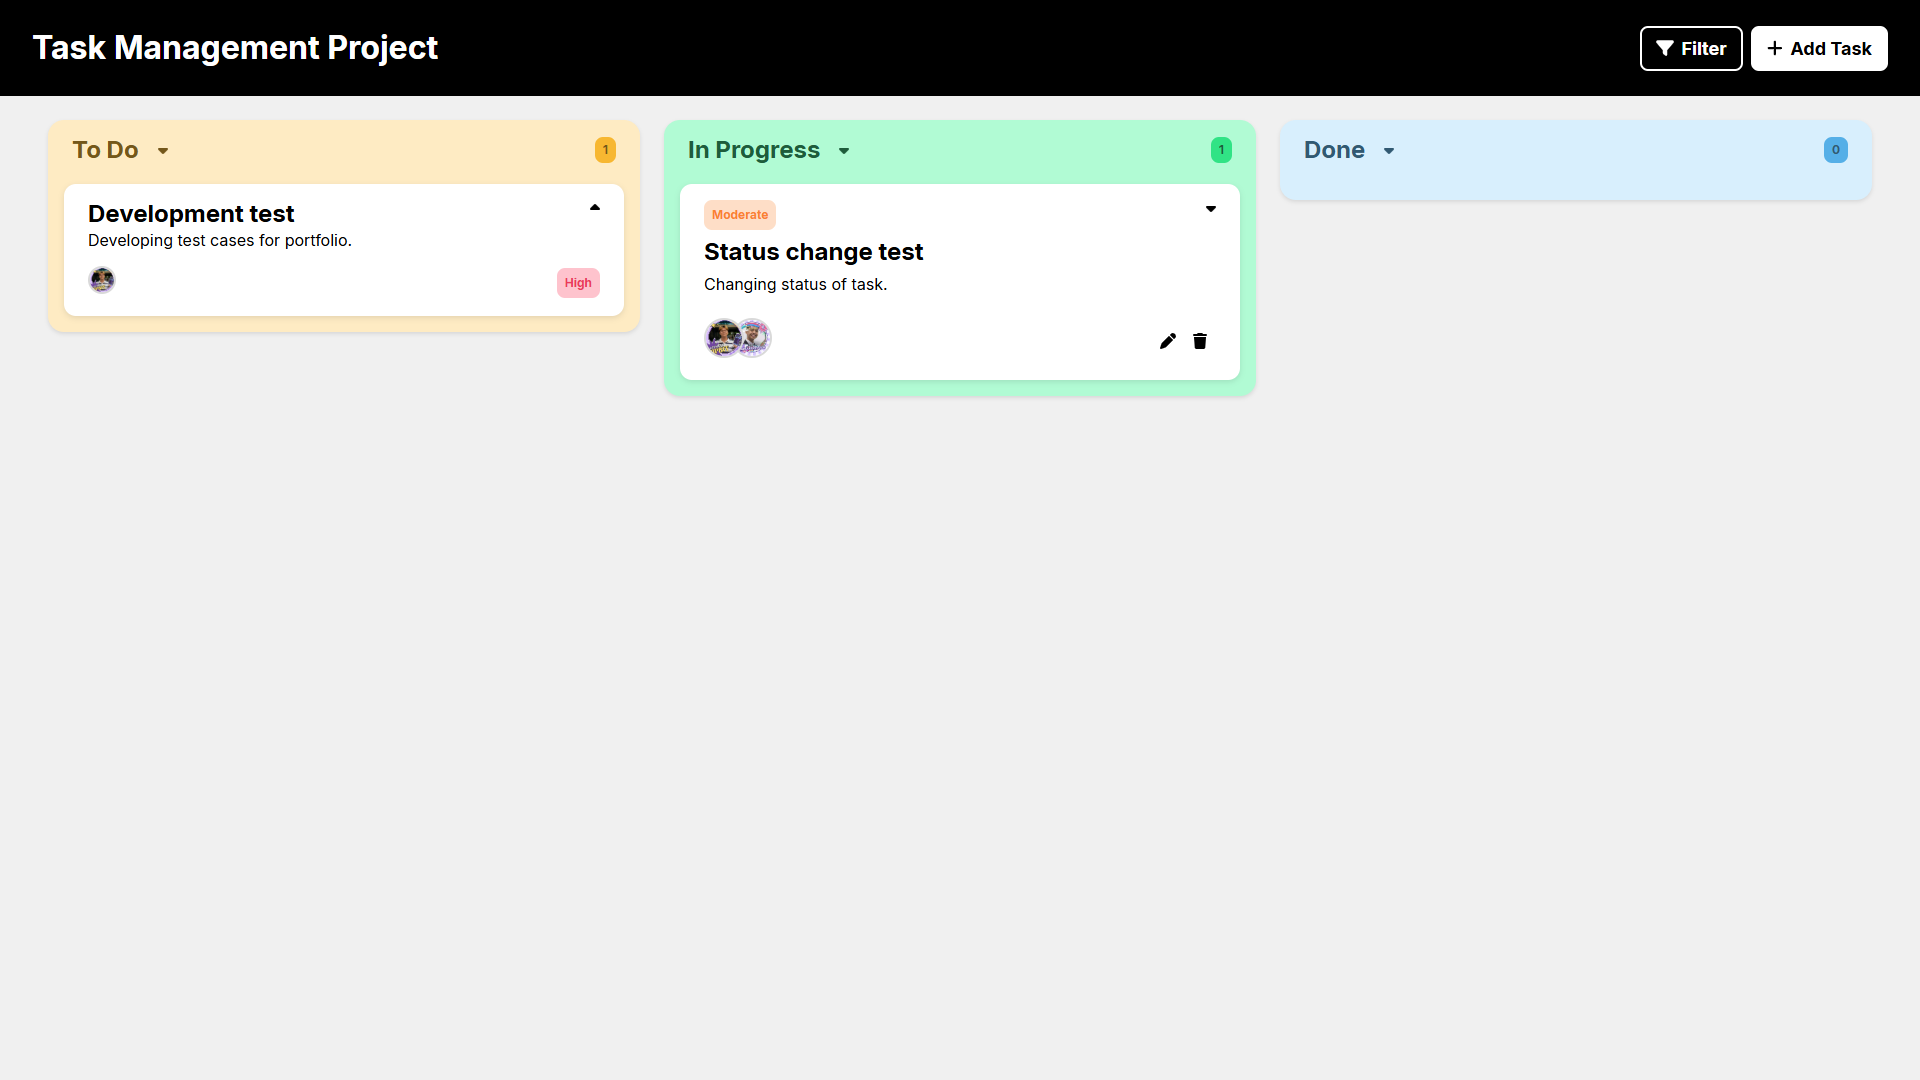 Task Management Project
Filter
Add Task
To Do
1
Development test
Developing test cases for portfolio.
High
In Progress
1
Moderate
Status change test
Changing status of task.
Done
0